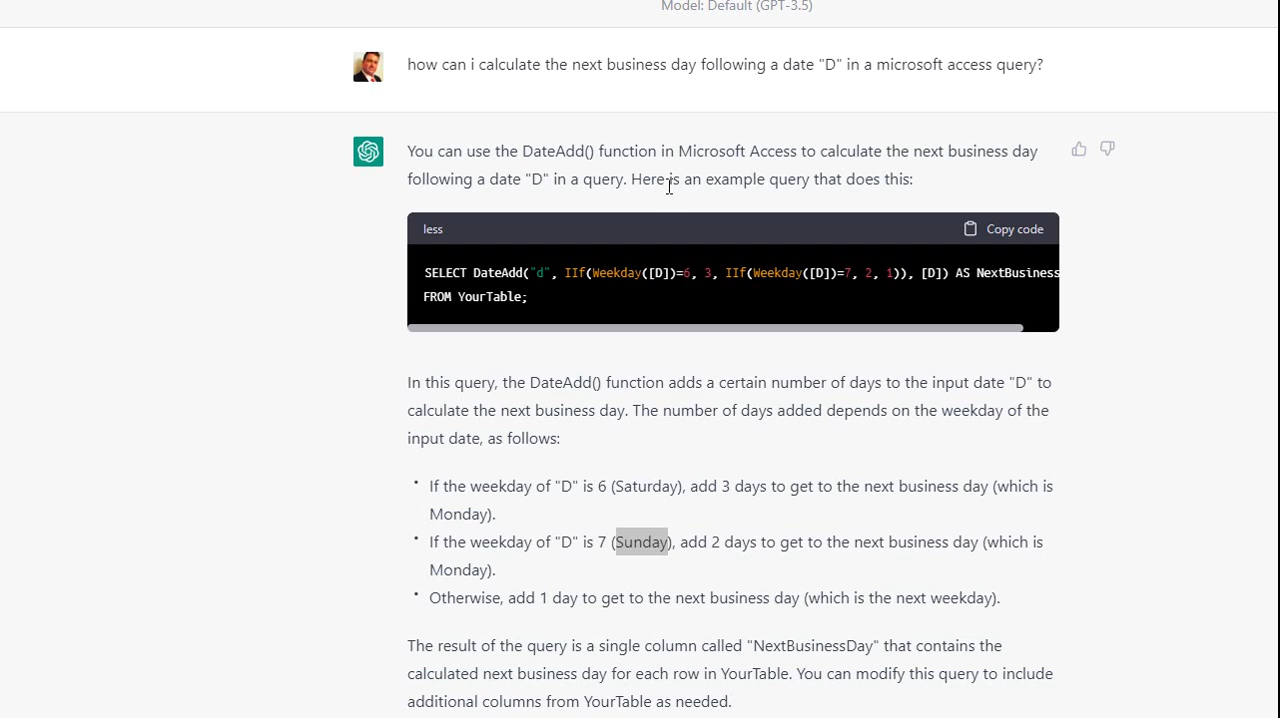 Model: Default (GPT-3.5)
how can i calculate the next business day following a date "D" in a microsoft access query?
You can use the DateAdd() function in Microsoft Access to calculate the next business day
following a date "D" in a query. Here is an example query that does this:
less
Copy code
SELECT DateAdd("d", IIf(Weekday([D])=6, 3, IIf(Weekday([D])=7, 2, 1)), [D]) AS NextBusiness
FROM YourTable;
In this query, the DateAdd() function adds a certain number of days to the input date "D" to
calculate the next business day. The number of days added depends on the weekday of the
input date, as follows:
• If the weekday of "D" is 6 (Saturday), add 3 days to get to the next business day (which is
Monday).
• If the weekday of "D" is 7 (Sunday), add 2 days to get to the next business day (which is
Monday).
• Otherwise, add 1 day to get to the next business day (which is the next weekday).
The result of the query is a single column called "NextBusinessDay" that contains the
calculated next business day for each row in YourTable. You can modify this query to include
additional columns from YourTable as needed.